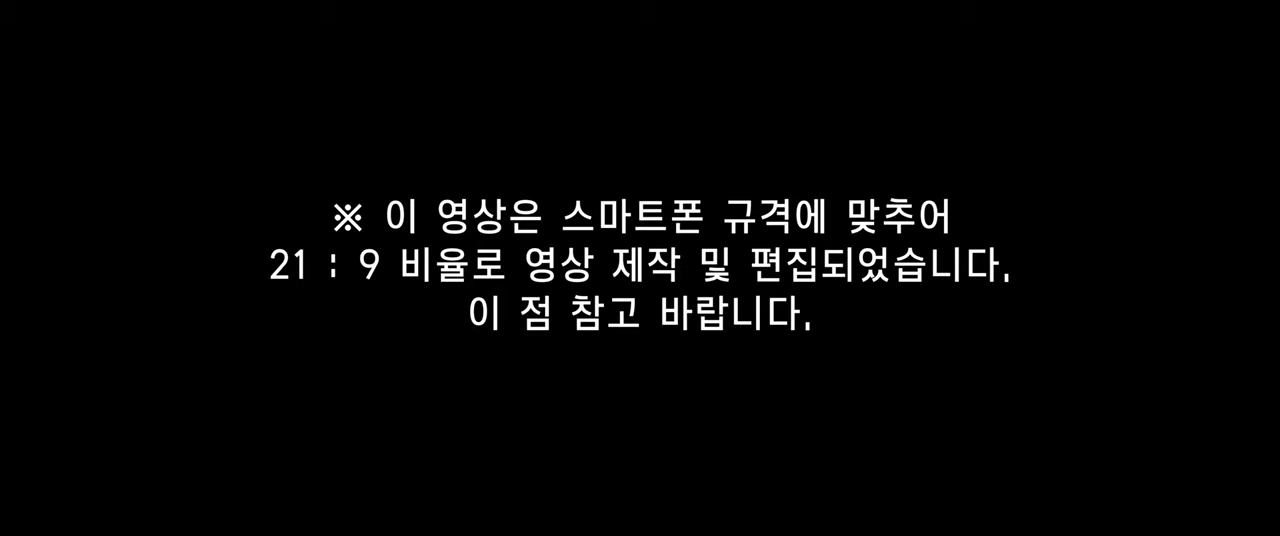 ※ 이 영상은 스마트폰 규격에 맞추어
21 : 9 비율로 영상 제작 및 편집되었습니다.
이 점 참고 바랍니다.